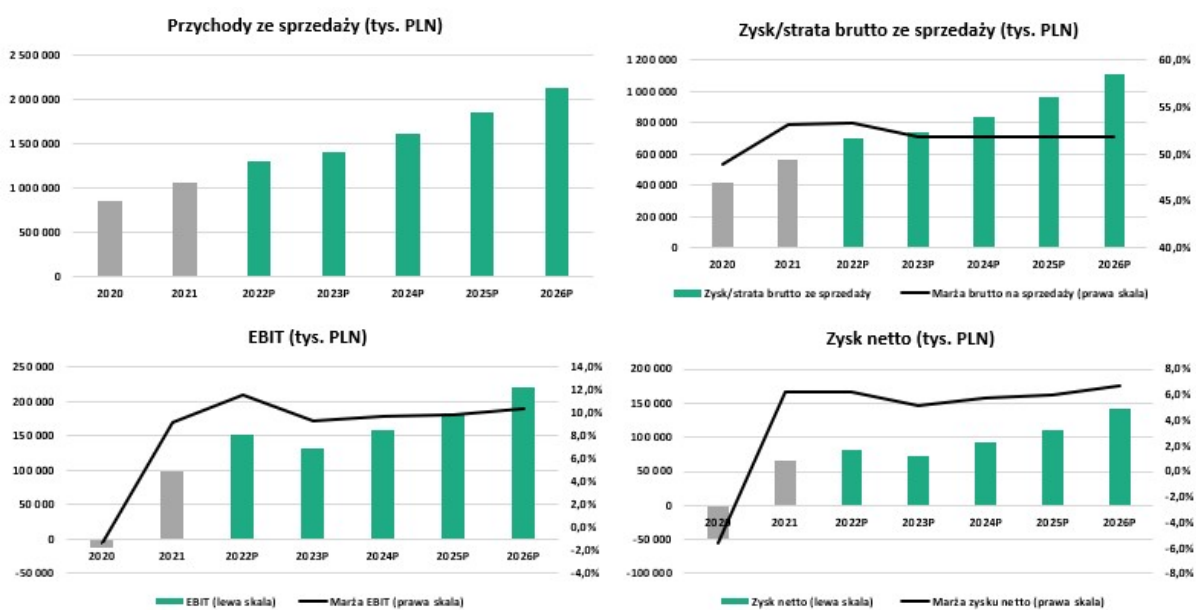 Przychody ze sprzedaży (tys. PLN)
2 500 000
2 000 000
1 500 000
1 000 000
500 000
0
2020 2021 2022P 2023P 2024P 2025P 2026P
Zysk/strata brutto ze sprzedaży (tys. PLN)
1 200 000 60,0%
1 000 000 55,0%
800 000
600 000 50,0%
400 000 45,0%
200 000
0 40,0%
2020 2021 2022P 2023P 2024P 2025P 2026P
Zysk/strata brutto ze sprzedaży Marża brutto na sprzedaży (prawa skala)
EBIT (tys. PLN)
250 000 14,0%
200 000 12,0%
150 000 10,0%
100 000 8,0%
50 000 6,0%
0 4,0%
-50 000 2,0%
0,0%
-2,0%
-4,0%
2020 2021 2022P 2023P 2024P 2025P 2026P
EBIT (lewa skala) Marża EBIT (prawa skala)
Zysk netto (tys. PLN)
200 000 8,0%
150 000 6,0%
100 000 4,0%
50 000 2,0%
0 0,0%
-50 000 -2,0%
-100 000 -4,0%
-6,0%
-8,0%
2020 2021 2022P 2023P 2024P 2025P 2026P
Zysk netto (lewa skala) Marża zysku netto (prawa skala)